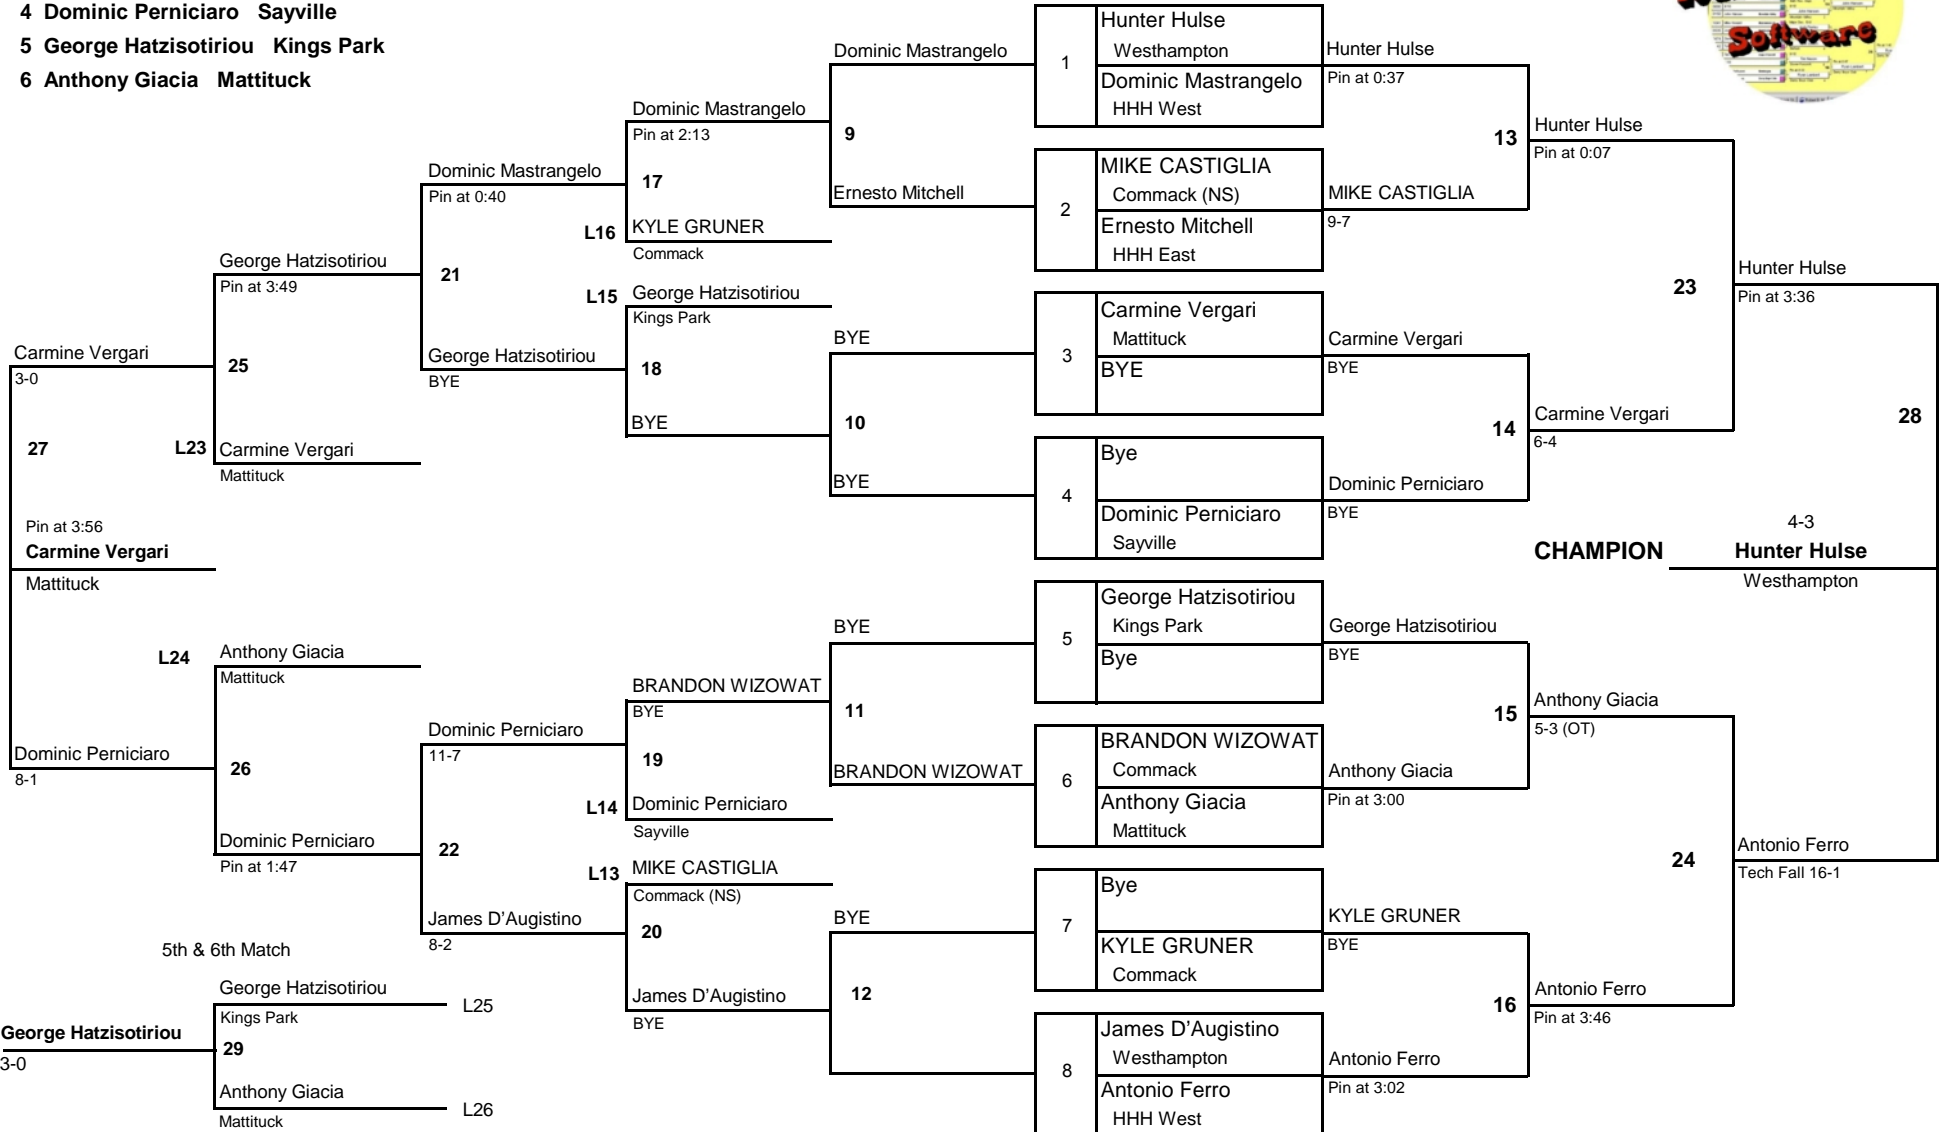 4 Dominic Perniciaro Sayville
5 George Hatzisotiriou Kings Park
6 Anthony Giacia Mattituck
Software
Carmine Vergari
3-0
27
Pin at 3:56
Carmine Vergari
Mattituck
Dominic Perniciaro
8-1
5th & 6th Match
George Hatzisotiriou
3-0
George Hatzisotiriou
Pin at 3:49
25
L23 Carmine Vergari
Mattituck
L24 Anthony Giacia
Mattituck
26
Dominic Perniciaro
Pin at 1:47
George Hatzisotiriou L25
Kings Park
29
Anthony Giacia L26
Mattituck
Dominic Mastrangelo
Pin at 0:40
21
George Hatzisotiriou
BYE
Dominic Perniciaro
11-7
22
James D'Augistino
8-2
Dominic Mastrangelo
Pin at 2:13
17
L16 KYLE GRUNER
Commack
L15 George Hatzisotiriou
Kings Park
18
BYE
BRANDON WIZOWAT
BYE
19
L14 Dominic Perniciaro
Sayville
L13 MIKE CASTIGLIA
Commack (NS)
20
James D'Augistino
BYE
Dominic Mastrangelo
9
Ernesto Mitchell
BYE
10
BYE
BYE
11
BRANDON WIZOWAT
BYE
12
1
Hunter Hulse
Westhampton
Dominic Mastrangelo
HHH West
2
MIKE CASTIGLIA
Commack (NS)
Ernesto Mitchell
HHH East
3
Carmine Vergari
Mattituck
BYE
4
Bye
Dominic Perniciaro
Sayville
5
George Hatzisotiriou
Kings Park
Bye
6
BRANDON WIZOWAT
Commack
Anthony Giacia
Mattituck
7
Bye
KYLE GRUNER
Commack
8
James D'Augistino
Westhampton
Antonio Ferro
HHH West
Hunter Hulse
Pin at 0:37
13
MIKE CASTIGLIA
9-7
Carmine Vergari
BYE
14
Dominic Perniciaro
BYE
George Hatzisotiriou
BYE
15
Anthony Giacia
Pin at 3:00
KYLE GRUNER
BYE
16
Antonio Ferro
Pin at 3:02
Hunter Hulse
Pin at 0:07
23
Carmine Vergari
6-4
Anthony Giacia
5-3 (OT)
24
Antonio Ferro
Pin at 3:46
Hunter Hulse
Pin at 3:36
28
4-3
CHAMPION Hunter Hulse
Westhampton
Antonio Ferro
Tech Fall 16-1